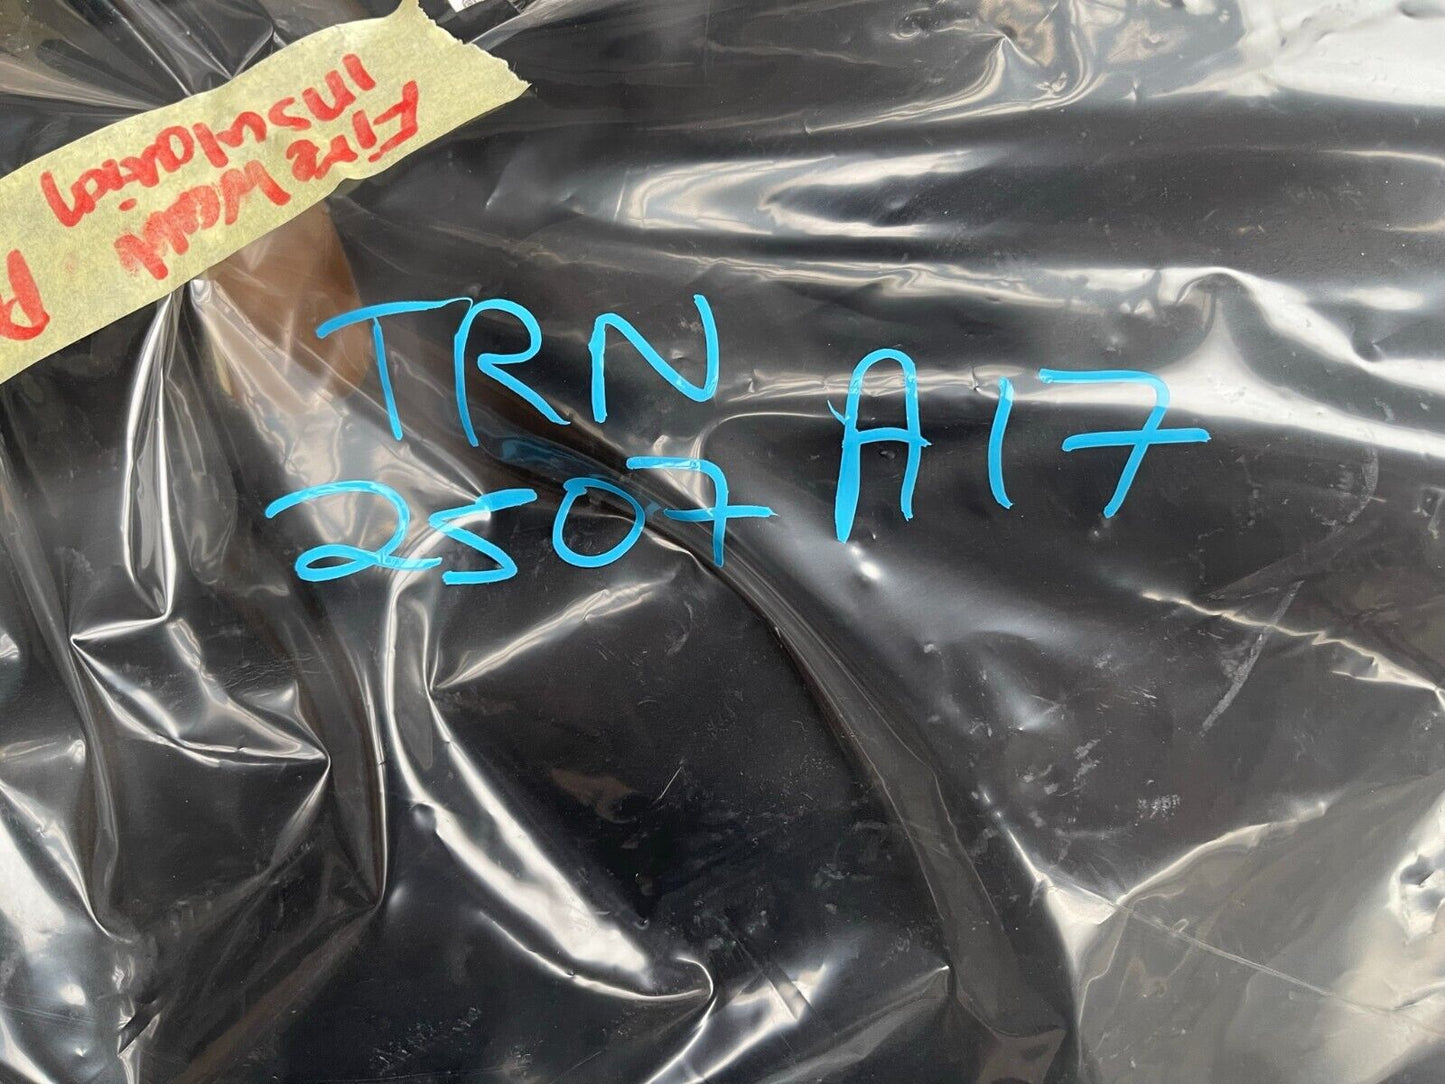 Fire Wall
Insulation
TRN
A17
2507